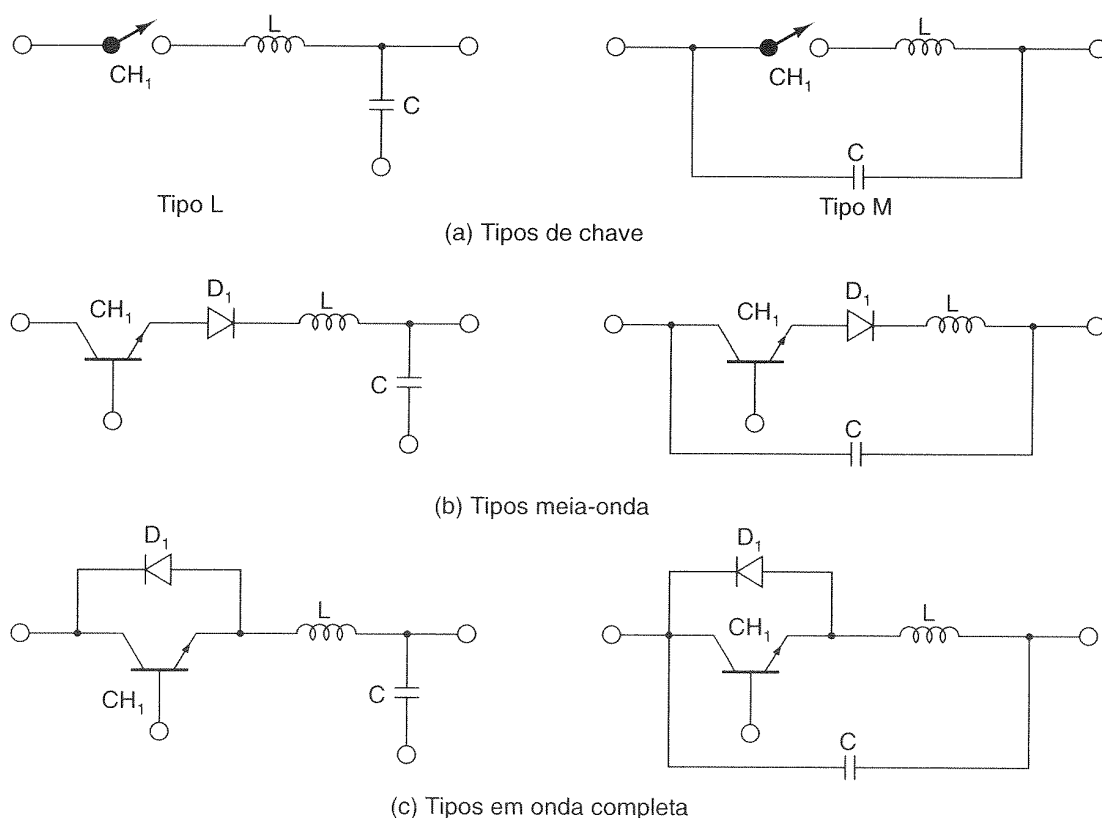 L
CH₁
C
Tipo L
L
CH₁
C
Tipo M
(a) Tipos de chave
CH₁
D₁
L
C
CH₁
D₁
L
C
(b) Tipos meia-onda
D₁
L
CH₁
C
D₁
CH₁
L
C
(c) Tipos em onda completa